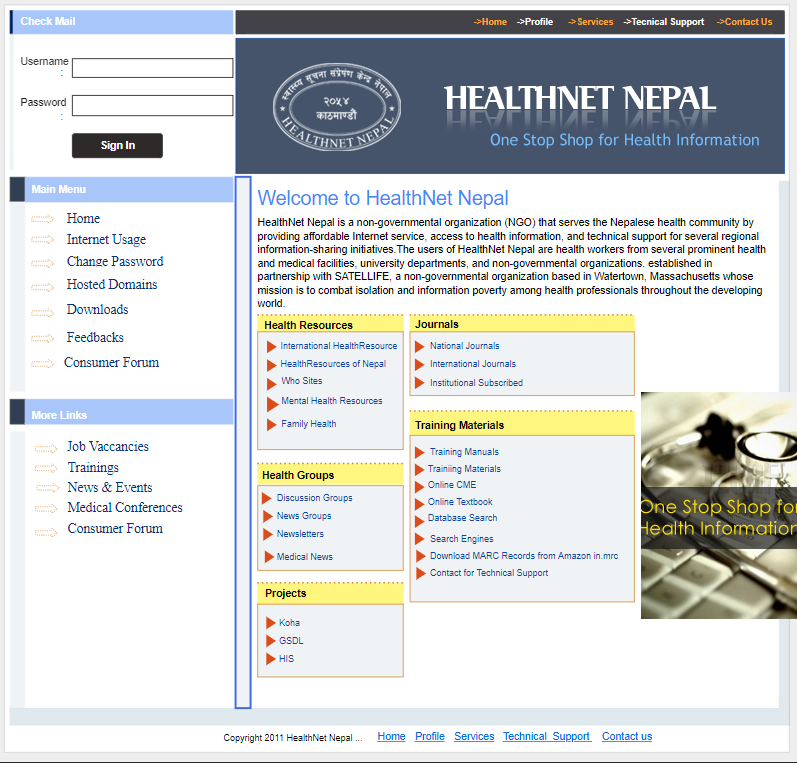 Check Mail
->Home ->Profile ->Services ->Tecnical Support ->Contact Us
Username
:
Password
:
Sign In
स्वास्थ्य सूचना संप्रेषण केन्द्र नेपाल
२०५४
काठमाण्डौ
HEALTHNET NEPAL
HEALTHNET NEPAL
One Stop Shop for Health Information
Main Menu
Home
Internet Usage
Change Password
Hosted Domains
Downloads
Feedbacks
Consumer Forum
More Links
Job Vaccancies
Trainings
News & Events
Medical Conferences
Consumer Forum
Welcome to HealthNet Nepal
HealthNet Nepal is a non-governmental organization (NGO) that serves the Nepalese health community by
providing affordable Internet service, access to health information, and technical support for several regional
information-sharing initiatives.The users of HealthNet Nepal are health workers from several prominent health
and medical facilities, university departments, and non-governmental organizations. established in
partnership with SATELLIFE, a non-governmental organization based in Watertown, Massachusetts whose
mission is to combat isolation and information poverty among health professionals throughout the developing
world.
Health Resources
International HealthResource
HealthResources of Nepal
Who Sites
Mental Health Resources
Family Health
Health Groups
Discussion Groups
News Groups
Newsletters
Medical News
Projects
Koha
GSDL
HIS
Journals
National Journals
International Journals
Institutional Subscribed
Training Materials
Training Manuals
Trainiing Materials
Online CME
Online Textbook
Database Search
Search Engines
Download MARC Records from Amazon in.mrc
Contact for Technical Support
One Stop Shop for
Health Information
Copyright 2011 HealthNet Nepal ... Home Profile Services Technical Support Contact us